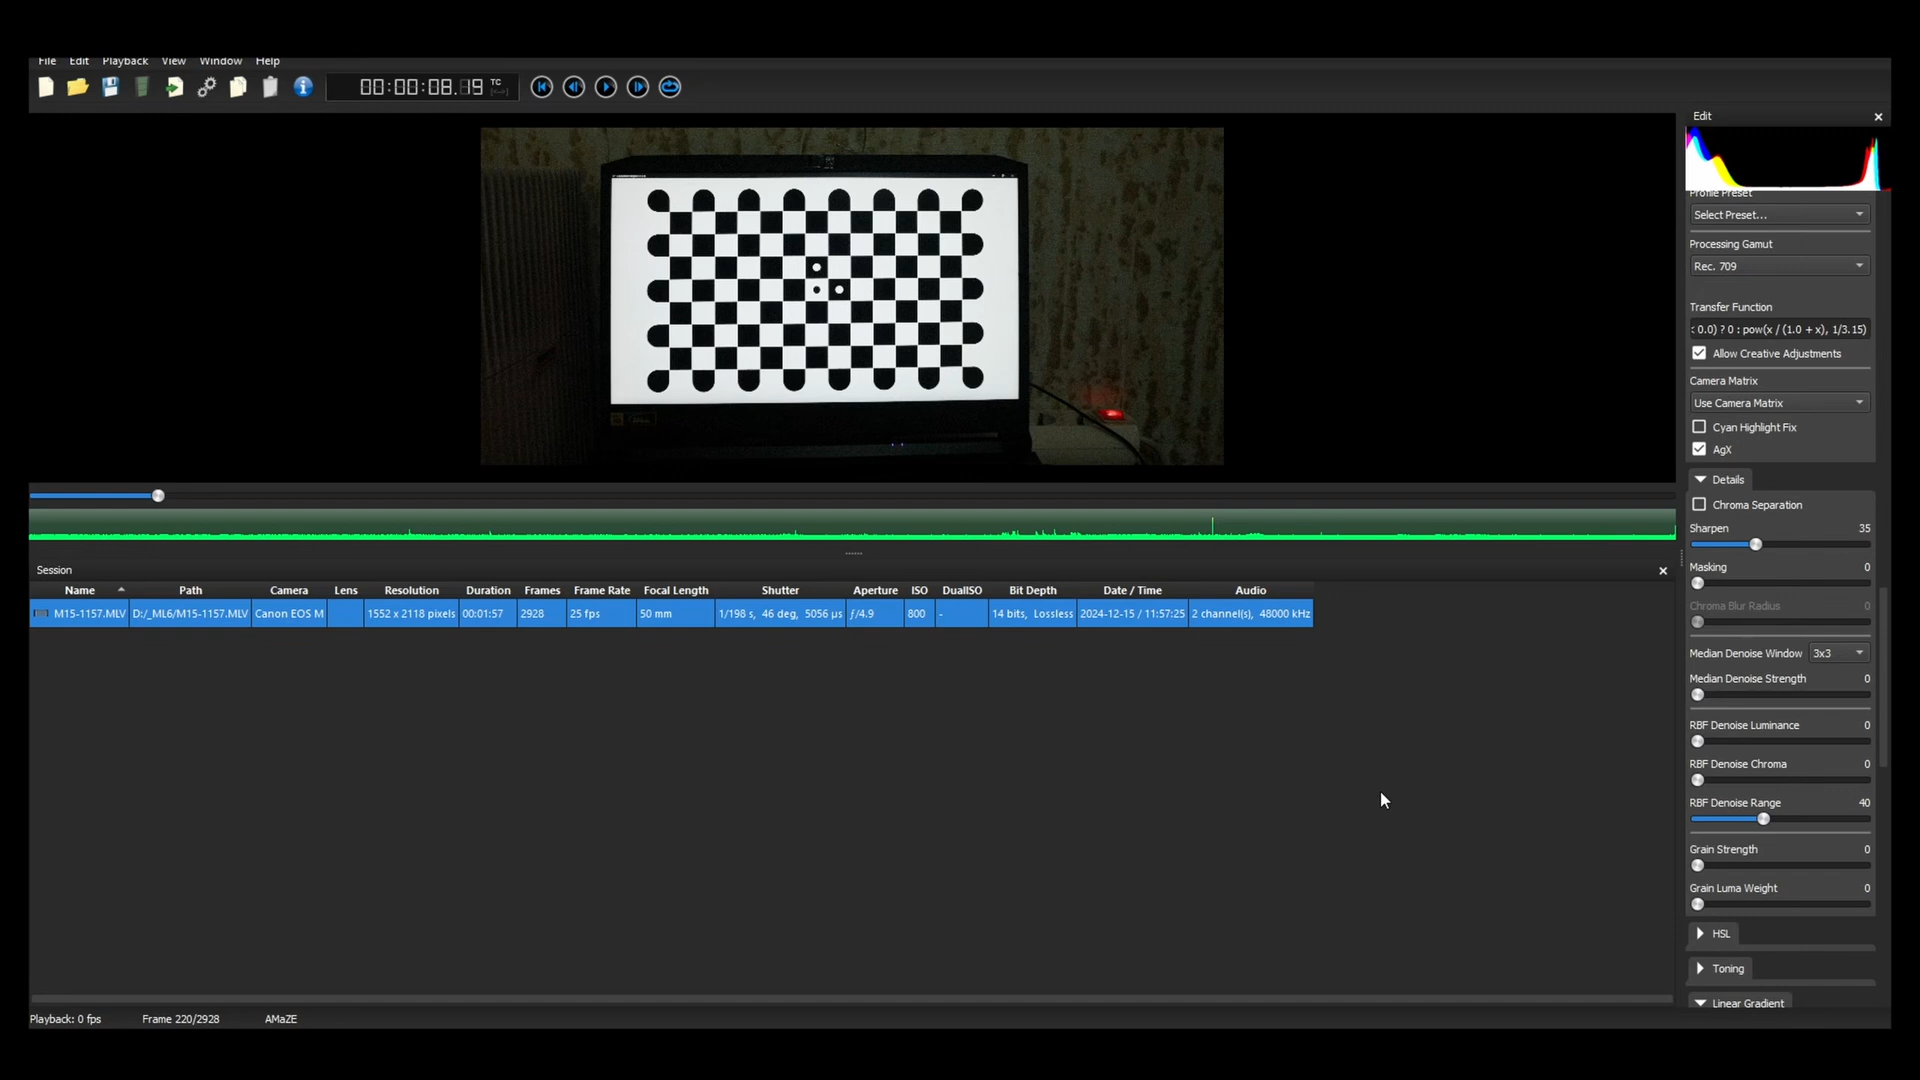 File Edit Playback View Window Help
00:00:08.19 TC
Edit
Profile Preset
Select Preset...
Processing Gamut
Rec. 709
Transfer Function
: 0.0) ? 0 : pow(x / (1.0 + x), 1/3.15)
Allow Creative Adjustments
Camera Matrix
Use Camera Matrix
Cyan Highlight Fix
AgX
Details
Chroma Separation
Sharpen 35
Masking 0
Chroma Blur Radius 0
Median Denoise Window 3x3
Median Denoise Strength 0
RBF Denoise Luminance 0
RBF Denoise Chroma 0
RBF Denoise Range 40
Grain Strength 0
Grain Luma Weight 0
HSL
Toning
Linear Gradient
Session
Name Path Camera Lens Resolution Duration Frames Frame Rate Focal Length Shutter Aperture ISO DualISO Bit Depth Date / Time Audio
M15-1157.MLV D:/_ML6/M15-1157.MLV Canon EOS M 1552 x 2118 pixels 00:01:57 2928 25 fps 50 mm 1/198 s, 46 deg, 5056 µs ƒ/4.9 800 - 14 bits, Lossless 2024-12-15 / 11:57:25 2 channel(s), 48000 kHz
Playback: 0 fps Frame 220/2928 AMaZE